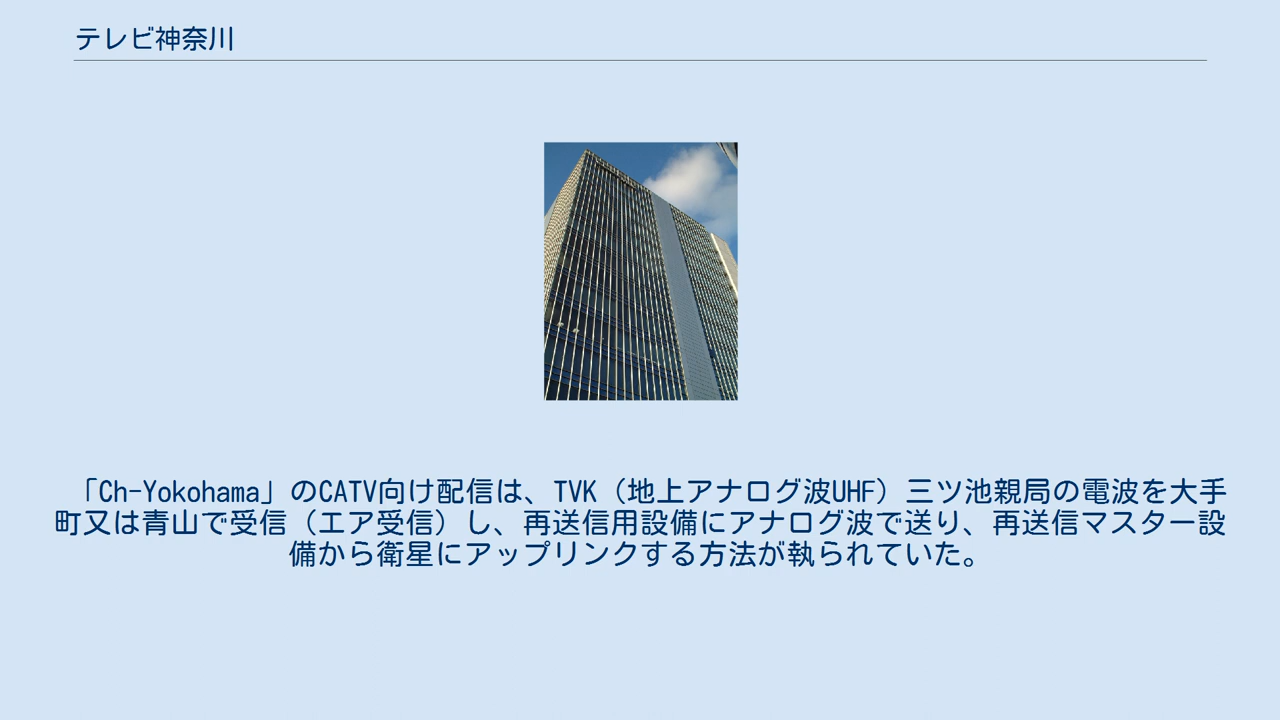 テレビ神奈川
「Ch-Yokohama」のCATV向け配信は、TVK（地上アナログ波UHF）三ツ池親局の電波を大手
町又は青山で受信（エア受信）し、再送信用設備にアナログ波で送り、再送信マスター設
備から衛星にアップリンクする方法が執られていた。